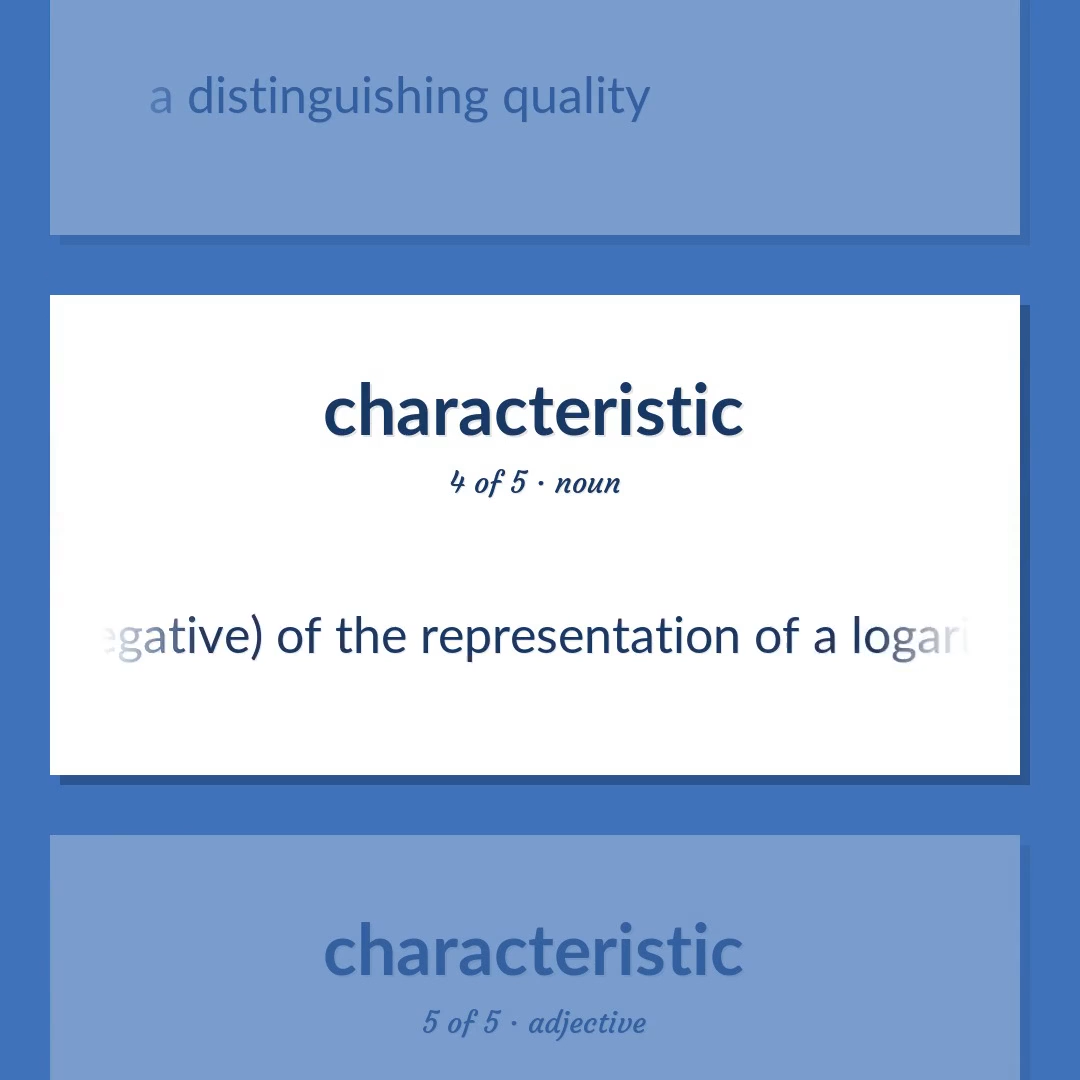 a distinguishing quality
characteristic
4 of 5 · noun
egative) of the representation of a logari
characteristic
5 of 5 · adjective